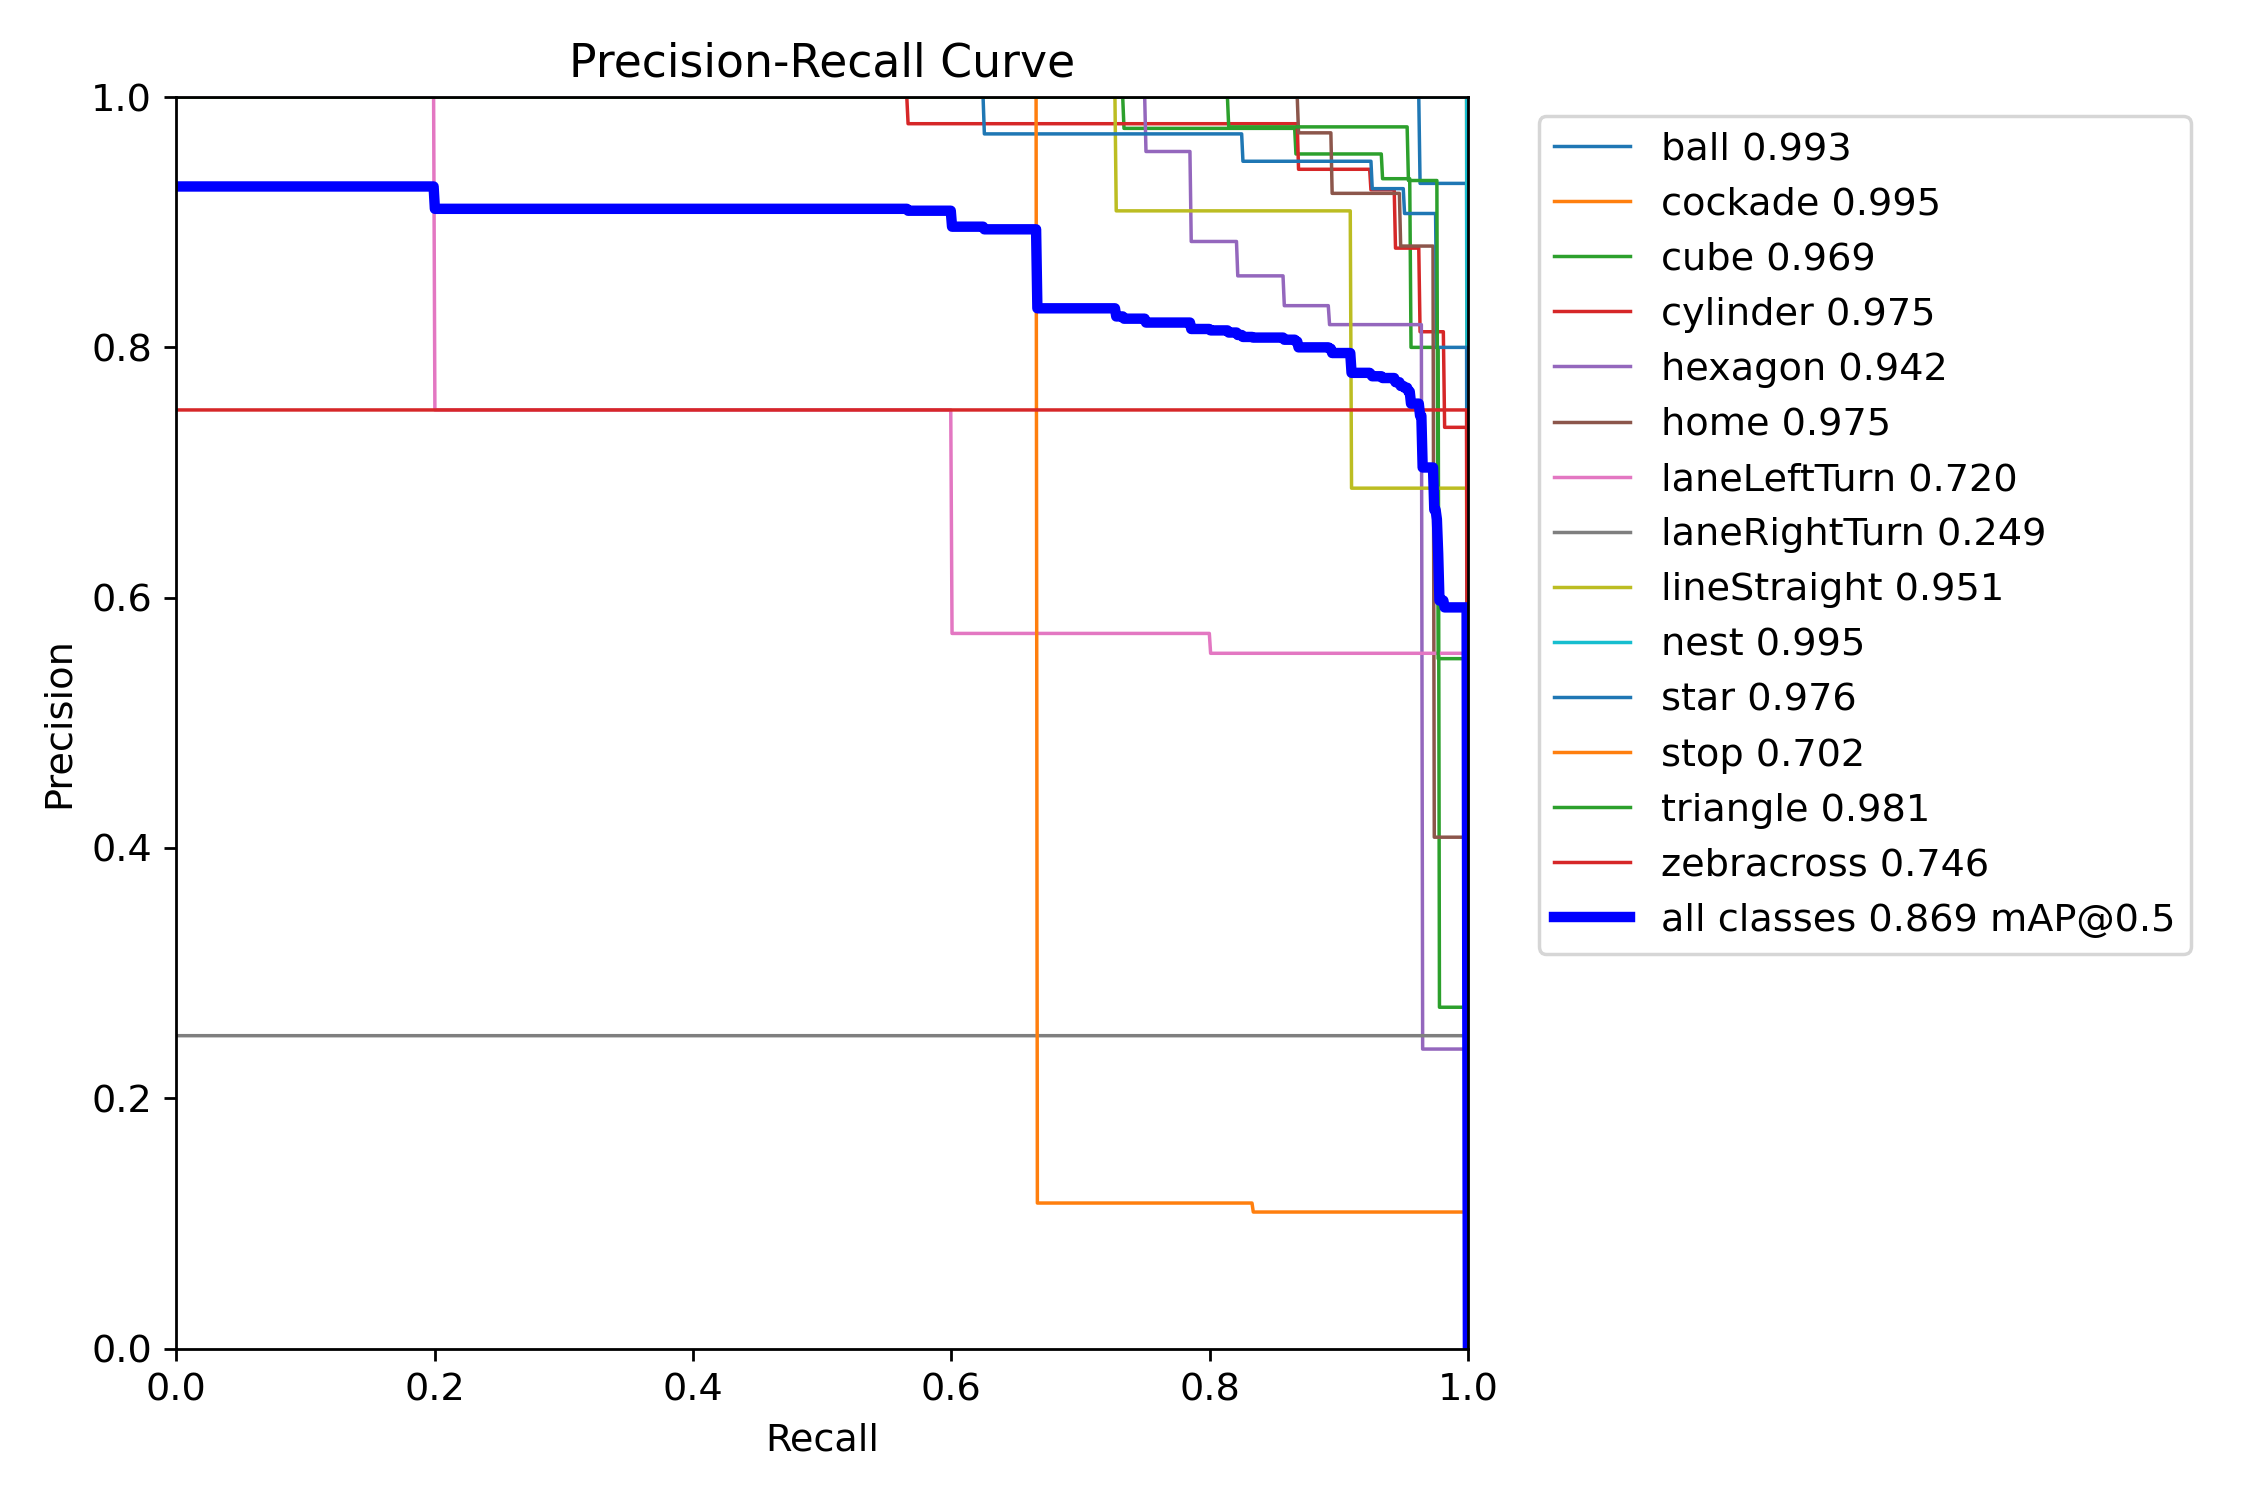 Precision-Recall Curve
1.0
0.8
0.6
0.4
0.2
0.0
Precision
0.0 0.2 0.4 0.6 0.8 1.0
Recall
ball 0.993
cockade 0.995
cube 0.969
cylinder 0.975
hexagon 0.942
home 0.975
laneLeftTurn 0.720
laneRightTurn 0.249
lineStraight 0.951
nest 0.995
star 0.976
stop 0.702
triangle 0.981
zebracross 0.746
all classes 0.869 mAP@0.5